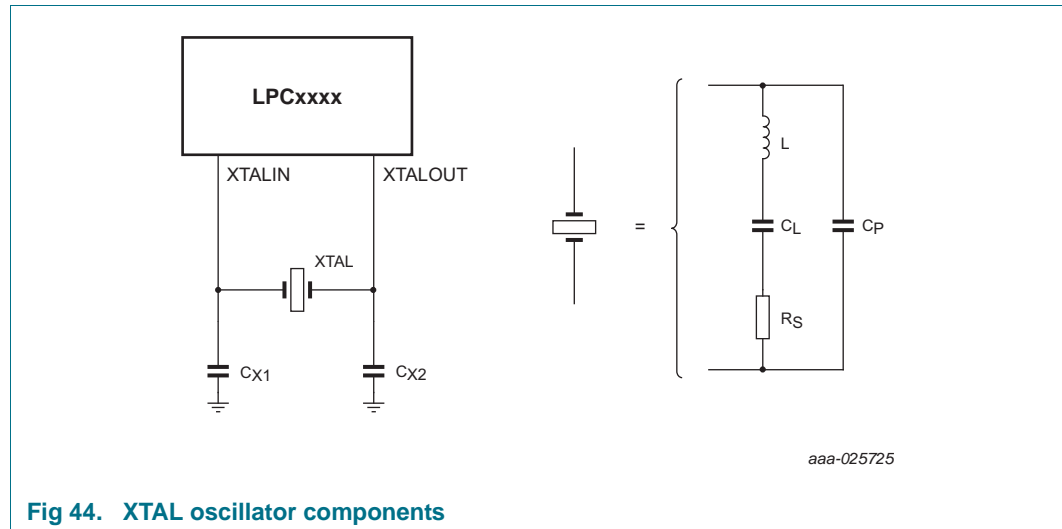 LPCxxxx
XTALIN
XTALOUT
L
XTAL
=
CL
CP
RS
CX1
CX2
aaa-025725
Fig 44. XTAL oscillator components